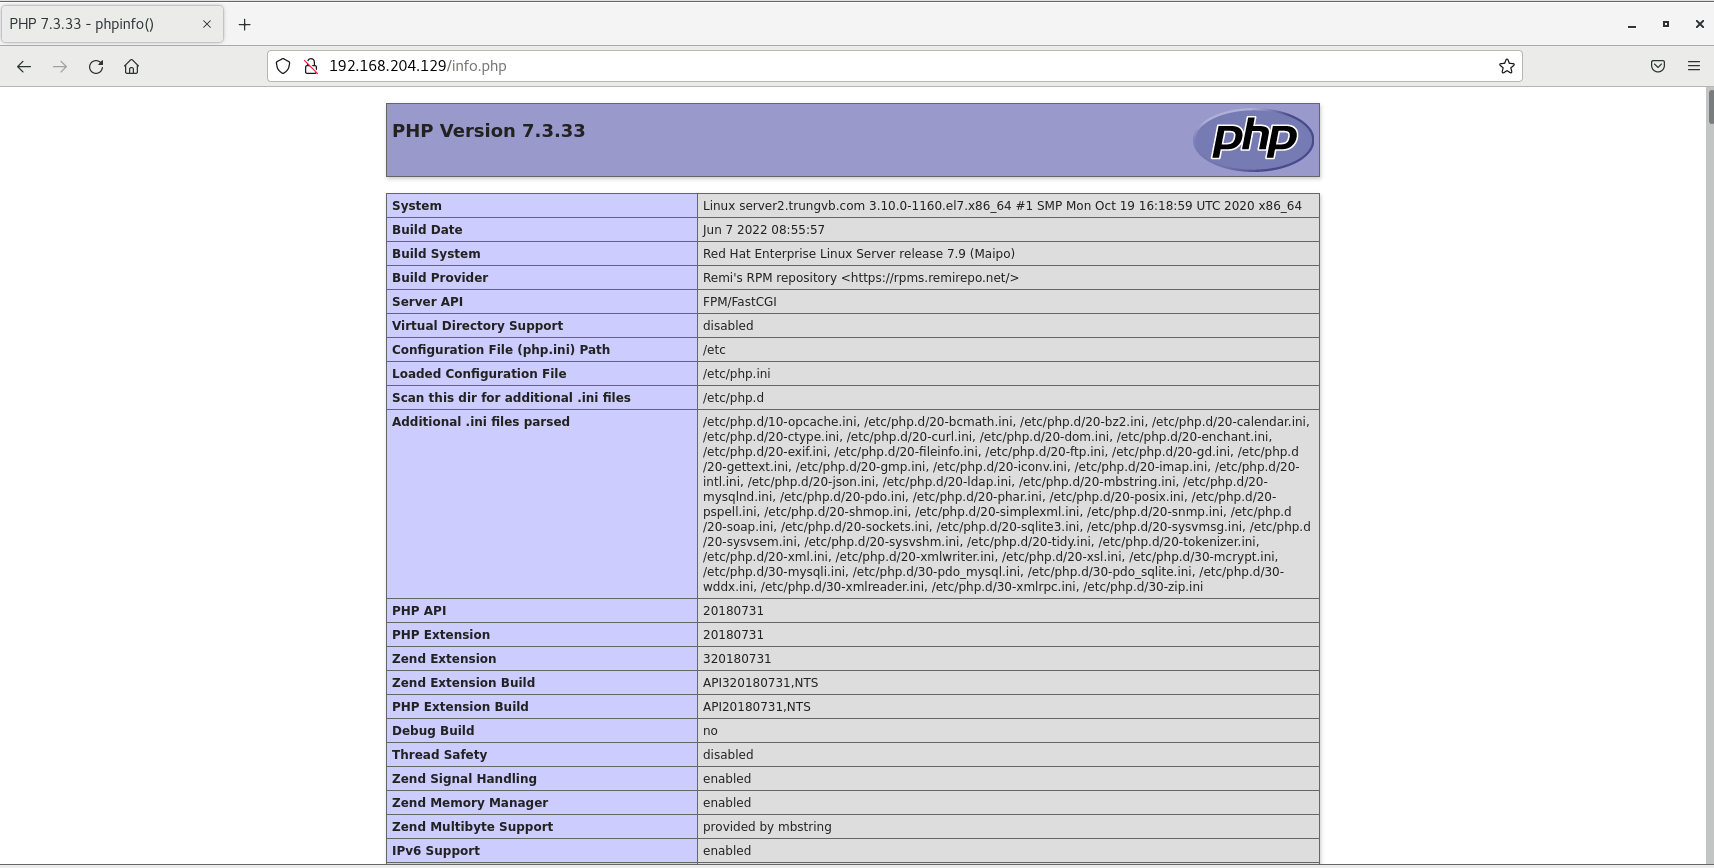 PHP 7.3.33 - phpinfo()
192.168.204.129/info.php
PHP Version 7.3.33
php
System Linux server2.trungvb.com 3.10.0-1160.el7.x86_64 #1 SMP Mon Oct 19 16:18:59 UTC 2020 x86_64
Build Date Jun 7 2022 08:55:57
Build System Red Hat Enterprise Linux Server release 7.9 (Maipo)
Build Provider Remi's RPM repository <https://rpms.remirepo.net/>
Server API FPM/FastCGI
Virtual Directory Support disabled
Configuration File (php.ini) Path /etc
Loaded Configuration File /etc/php.ini
Scan this dir for additional .ini files /etc/php.d
Additional .ini files parsed /etc/php.d/10-opcache.ini, /etc/php.d/20-bcmath.ini, /etc/php.d/20-bz2.ini, /etc/php.d/20-calendar.ini,
/etc/php.d/20-ctype.ini, /etc/php.d/20-curl.ini, /etc/php.d/20-dom.ini, /etc/php.d/20-enchant.ini,
/etc/php.d/20-exif.ini, /etc/php.d/20-fileinfo.ini, /etc/php.d/20-ftp.ini, /etc/php.d/20-gd.ini, /etc/php.d
/20-gettext.ini, /etc/php.d/20-gmp.ini, /etc/php.d/20-iconv.ini, /etc/php.d/20-imap.ini, /etc/php.d/20-
intl.ini, /etc/php.d/20-json.ini, /etc/php.d/20-ldap.ini, /etc/php.d/20-mbstring.ini, /etc/php.d/20-
mysqlnd.ini, /etc/php.d/20-pdo.ini, /etc/php.d/20-phar.ini, /etc/php.d/20-posix.ini, /etc/php.d/20-
pspell.ini, /etc/php.d/20-shmop.ini, /etc/php.d/20-simplexml.ini, /etc/php.d/20-snmp.ini, /etc/php.d
/20-soap.ini, /etc/php.d/20-sockets.ini, /etc/php.d/20-sqlite3.ini, /etc/php.d/20-sysvmsg.ini, /etc/php.d
/20-sysvsem.ini, /etc/php.d/20-sysvshm.ini, /etc/php.d/20-tidy.ini, /etc/php.d/20-tokenizer.ini,
/etc/php.d/20-xml.ini, /etc/php.d/20-xmlwriter.ini, /etc/php.d/20-xsl.ini, /etc/php.d/30-mcrypt.ini,
/etc/php.d/30-mysqli.ini, /etc/php.d/30-pdo_mysql.ini, /etc/php.d/30-pdo_sqlite.ini, /etc/php.d/30-
wddx.ini, /etc/php.d/30-xmlreader.ini, /etc/php.d/30-xmlrpc.ini, /etc/php.d/30-zip.ini
PHP API 20180731
PHP Extension 20180731
Zend Extension 320180731
Zend Extension Build API320180731,NTS
PHP Extension Build API20180731,NTS
Debug Build no
Thread Safety disabled
Zend Signal Handling enabled
Zend Memory Manager enabled
Zend Multibyte Support provided by mbstring
IPv6 Support enabled